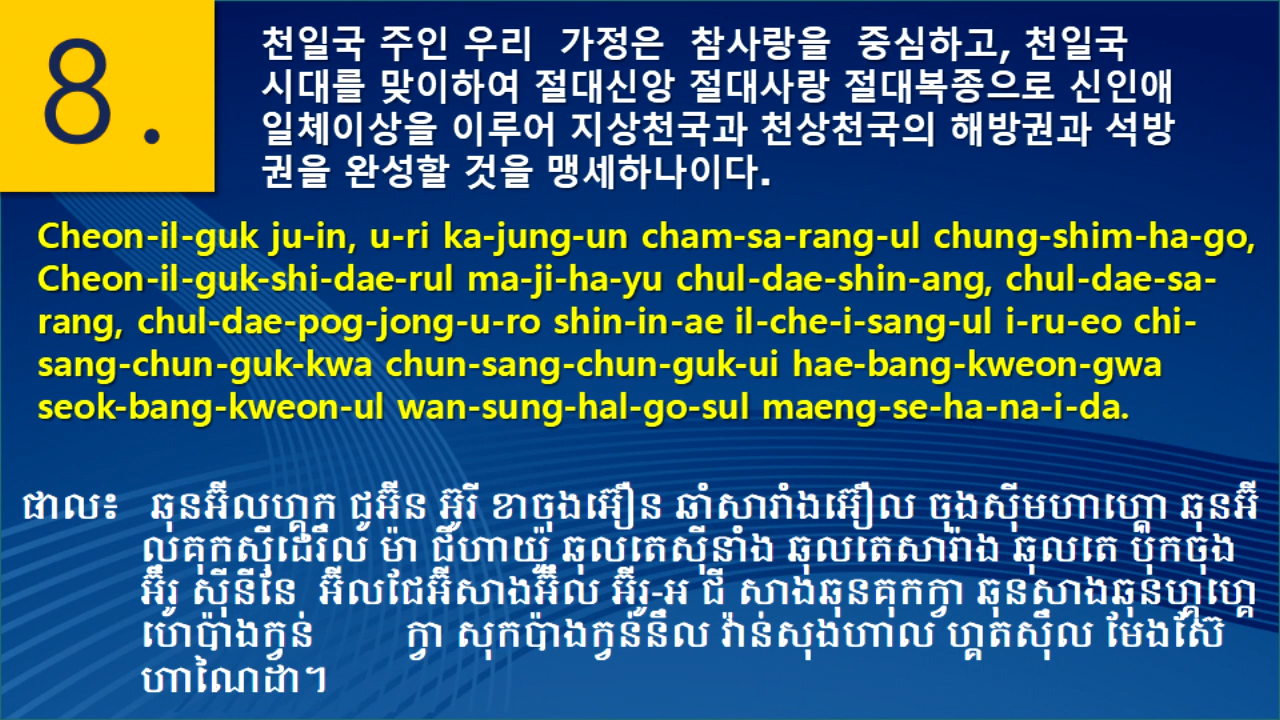 8.
천일국 주인 우리 가정은 참사랑을 중심하고, 천일국
시대를 맞이하여 절대신앙 절대사랑 절대복종으로 신인애
일체이상을 이루어 지상천국과 천상천국의 해방권과 석방
권을 완성할 것을 맹세하나이다.
Cheon-il-guk ju-in, u-ri ka-jung-un cham-sa-rang-ul chung-shim-ha-go,
Cheon-il-guk-shi-dae-rul ma-ji-ha-yu chul-dae-shin-ang, chul-dae-sa-
rang, chul-dae-pog-jong-u-ro shin-in-ae il-che-i-sang-ul i-ru-eo chi-
sang-chun-guk-kwa chun-sang-chun-guk-ui hae-bang-kweon-gwa
seok-bang-kweon-ul wan-sung-hal-go-sul maeng-se-ha-na-i-da.
ផាល៖ ឆុនអ៊ីលហ្គុក ជូអ៊ីន អ៊ូរី ខាចុងអ៊ឿន ឆាំសារ៉ាំងអ៊ឿល ចុងស៊ីមហាហ្គោ ឆុនអ៊ី
លគុកស៊ីដេរឹល ម៉ា ជីហាយ៉ូ ឆុលតេស៊ីនាំង ឆុលតេសារ៉ាង ឆុលតេ ប៉ុកចុង
អ៊ីរូ ស៊ីនីនែ អ៊ីលជែអ៊ីសាងអ៊ឹល អ៊ីរូ-អ ជី សាងឆុនគុកក្វា ឆុនសាងឆុនហ្គុហ្គេ
ហេប៉ាងក្វន់ ក្វា សុកប៉ាងក្វន់នឹល វ៉ាន់សុងហាល ហ្គតស៊ឹល មែងស៊ែ
ហាណៃដា។